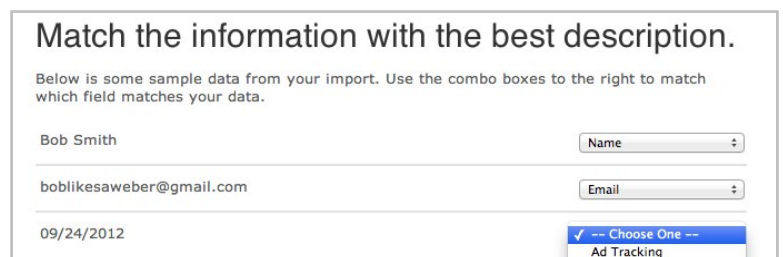 Match the information with the best description.
Below is some sample data from your import. Use the combo boxes to the right to match
which field matches your data.
Bob Smith
Name
boblikesaweber@gmail.com
Email
09/24/2012
✓ -- Choose One --
Ad Tracking